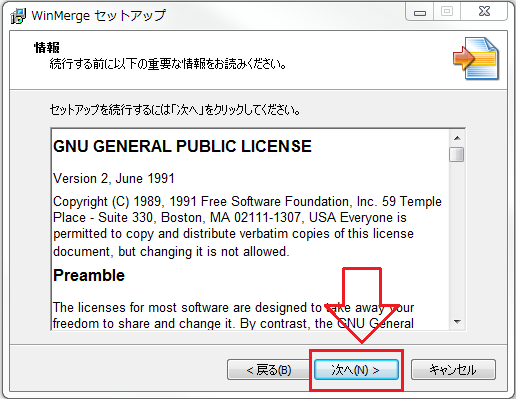 WinMerge セットアップ
情報
続行する前に以下の重要な情報をお読みください。
セットアップを続行するには「次へ」をクリックしてください。
GNU GENERAL PUBLIC LICENSE
Version 2, June 1991
Copyright (C) 1989, 1991 Free Software Foundation, Inc. 59 Temple
Place - Suite 330, Boston, MA 02111-1307, USA Everyone is
permitted to copy and distribute verbatim copies of this license
document, but changing it is not allowed.
Preamble
The licenses for most software are designed to take away your
freedom to share and change it. By contrast, the GNU General
< 戻る(B)
次へ(N) >
キャンセル